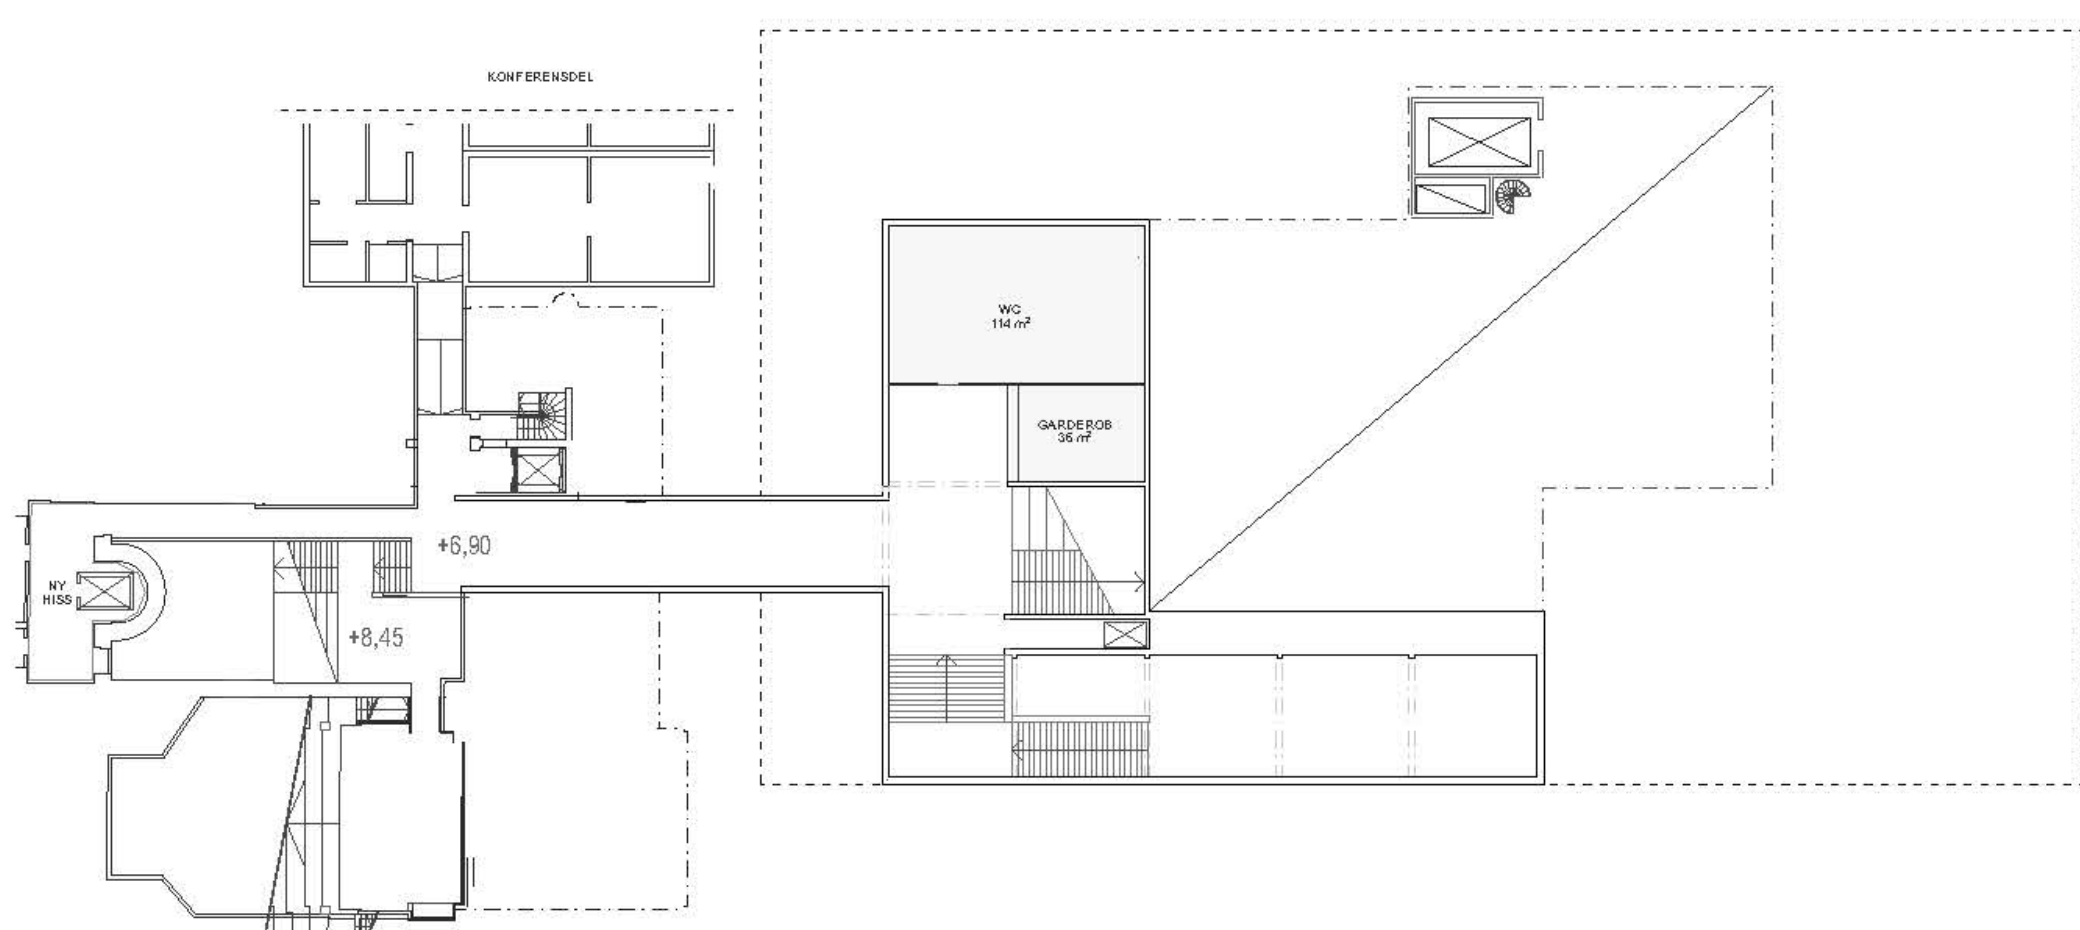 KONFERENSDEL
WC
114 m²
GARDEROB
36 m²
+6,90
NY
HISS
+8,45